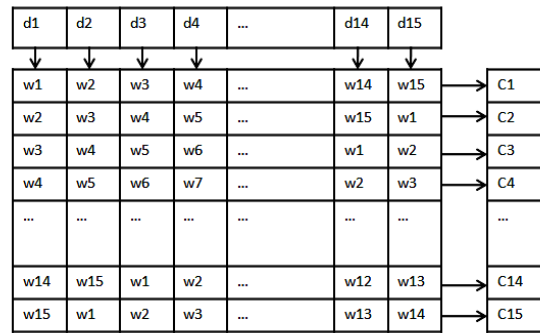 d1 d2 d3 d4 ... d14 d15
w1 w2 w3 w4 ... w14 w15 C1
w2 w3 w4 w5 ... w15 w1 C2
w3 w4 w5 w6 ... w1 w2 C3
w4 w5 w6 w7 ... w2 w3 C4
... ... ... ... ... ... ... ...
w14 w15 w1 w2 ... w12 w13 C14
w15 w1 w2 w3 ... w13 w14 C15